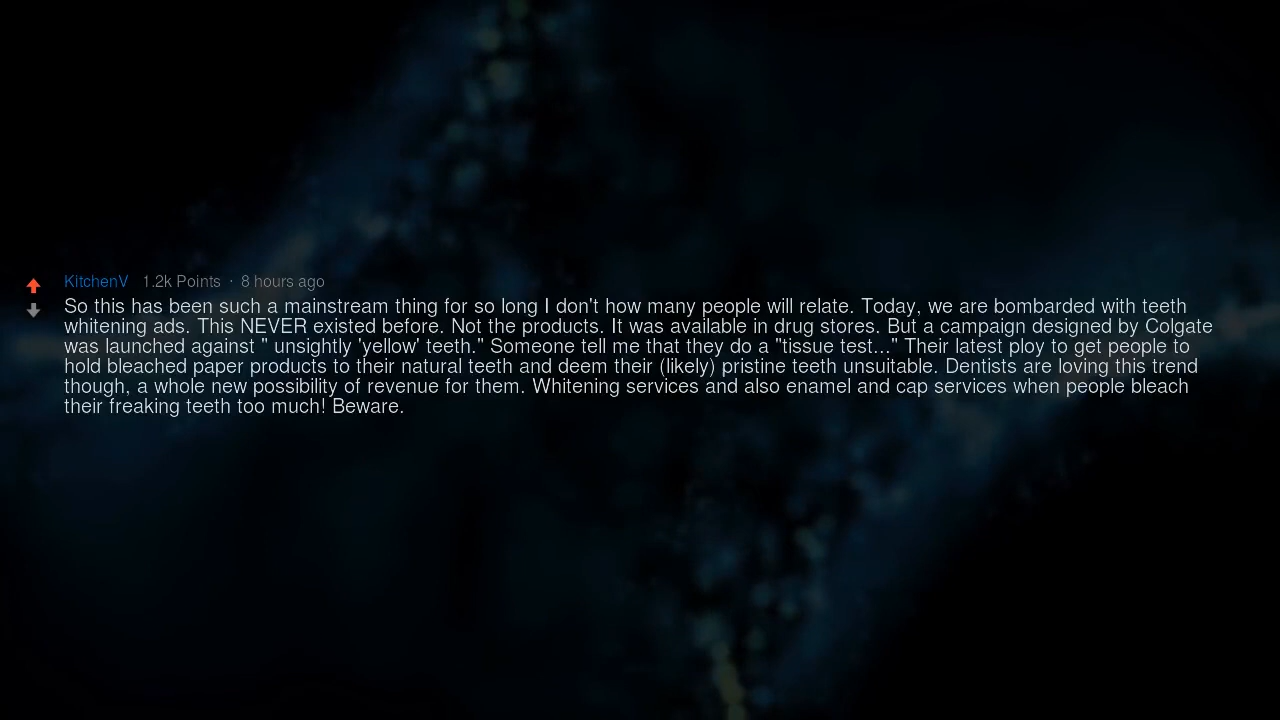 KitchenV 1.2k Points · 8 hours ago
So this has been such a mainstream thing for so long I don't how many people will relate. Today, we are bombarded with teeth
whitening ads. This NEVER existed before. Not the products. It was available in drug stores. But a campaign designed by Colgate
was launched against " unsightly 'yellow' teeth." Someone tell me that they do a "tissue test..." Their latest ploy to get people to
hold bleached paper products to their natural teeth and deem their (likely) pristine teeth unsuitable. Dentists are loving this trend
though, a whole new possibility of revenue for them. Whitening services and also enamel and cap services when people bleach
their freaking teeth too much! Beware.